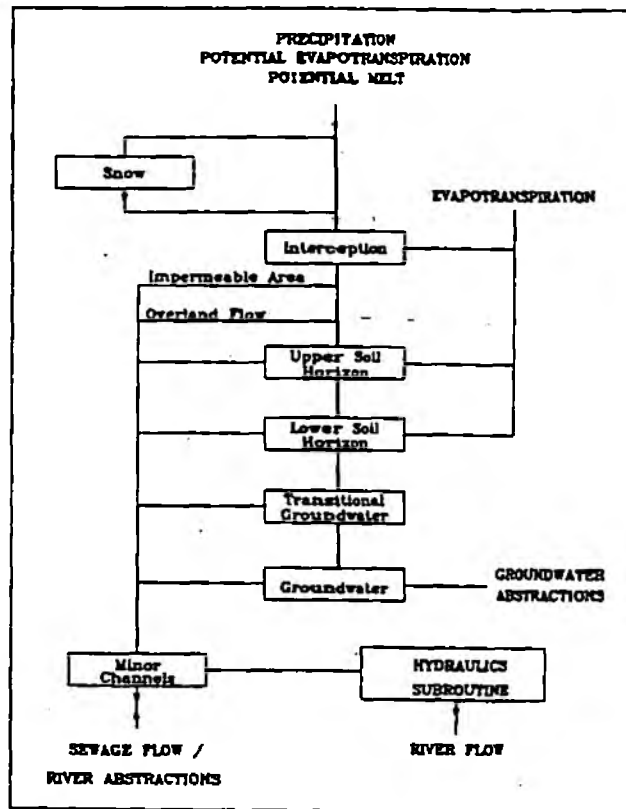 PRECIPITATION
POTENTIAL EVAPOTRANSPIRATION
POTENTIAL MELT
Snow
EVAPOTRANSPIRATION
Interception
Impermeable Area
Overland Flow
Upper Soil
Horizon
Lower Soil
Horizon
Transitional
Groundwater
Groundwater
GROUNDWATER
ABSTRACTIONS
Minor
Channels
HYDRAULICS
SUBROUTINE
SEWAGE FLOW /
RIVER ABSTRACTIONS
RIVER FLOW